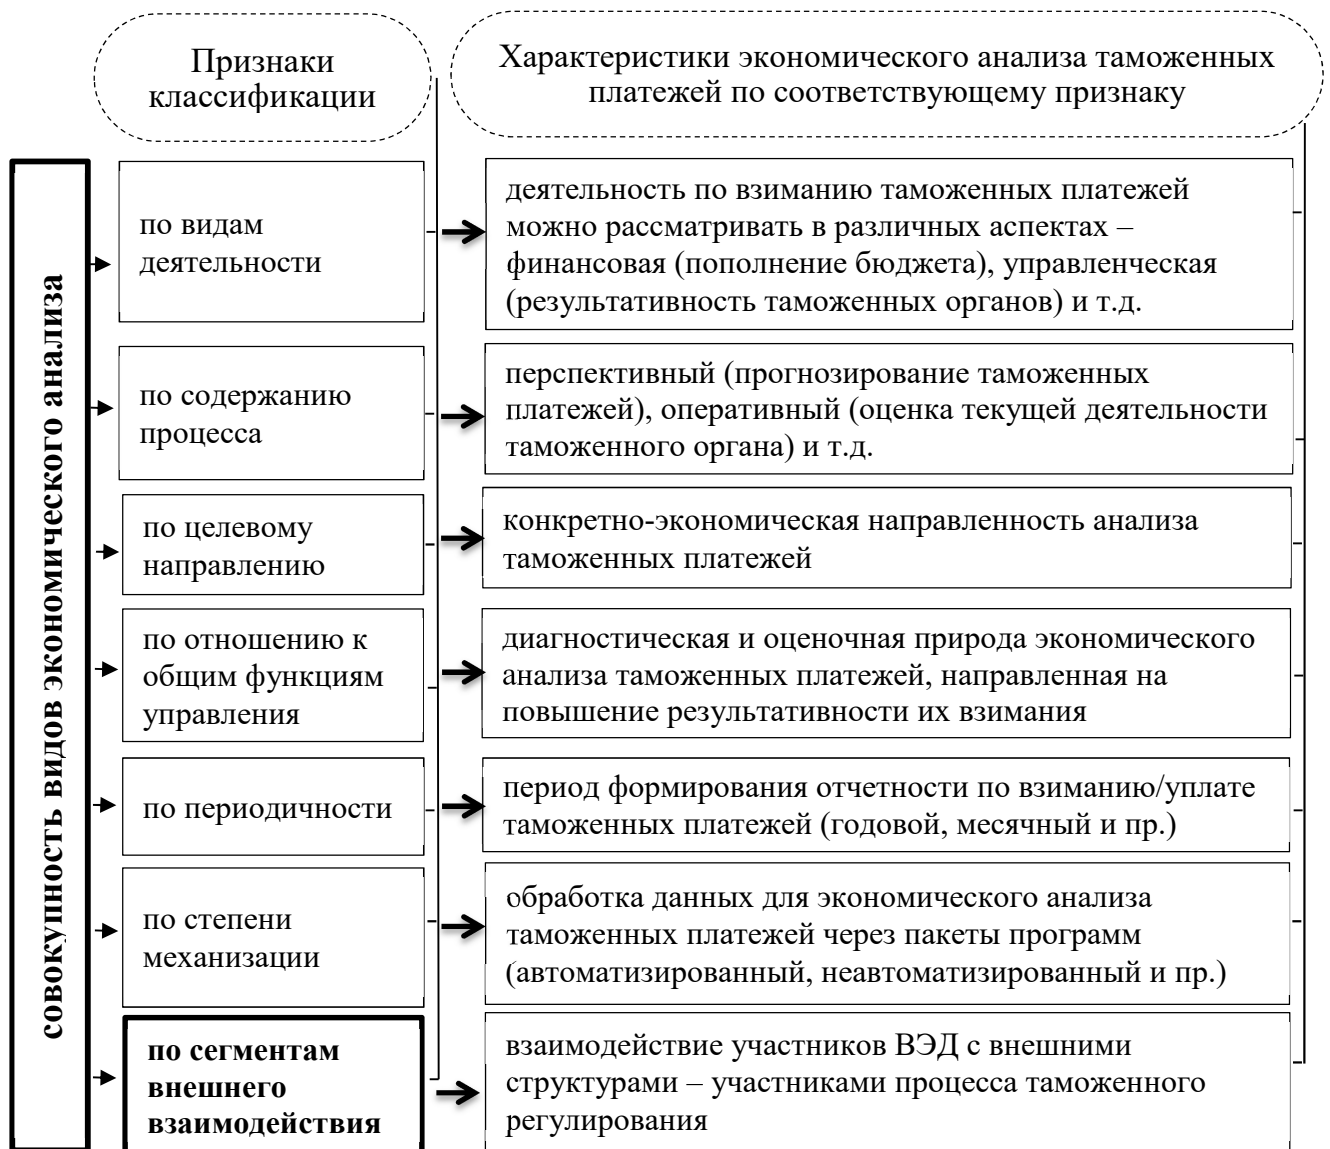 Признаки
классификации
Характеристики экономического анализа таможенных
платежей по соответствующему признаку
совокупность видов экономического анализа
по видам
деятельности
деятельность по взиманию таможенных платежей
можно рассматривать в различных аспектах –
финансовая (пополнение бюджета), управленческая
(результативность таможенных органов) и т.д.
по содержанию
процесса
перспективный (прогнозирование таможенных
платежей), оперативный (оценка текущей деятельности
таможенного органа) и т.д.
по целевому
направлению
конкретно-экономическая направленность анализа
таможенных платежей
по отношению к
общим функциям
управления
диагностическая и оценочная природа экономического
анализа таможенных платежей, направленная на
повышение результативности их взимания
по периодичности
период формирования отчетности по взиманию/уплате
таможенных платежей (годовой, месячный и пр.)
по степени
механизации
обработка данных для экономического анализа
таможенных платежей через пакеты программ
(автоматизированный, неавтоматизированный и пр.)
по сегментам
внешнего
взаимодействия
взаимодействие участников ВЭД с внешними
структурами – участниками процесса таможенного
регулирования